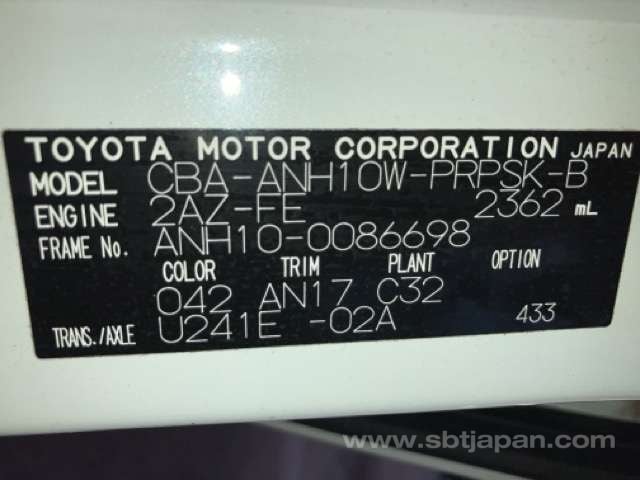 TOYOTA MOTOR CORPORATION JAPAN
MODEL CBA-ANH10W-PRPSK-B
ENGINE 2AZ-FE 2362 mL
FRAME No. ANH10-0086698
COLOR TRIM PLANT OPTION
042 AN17 C32
TRANS./AXLE U241E -02A 433
www.sbtjapan.com